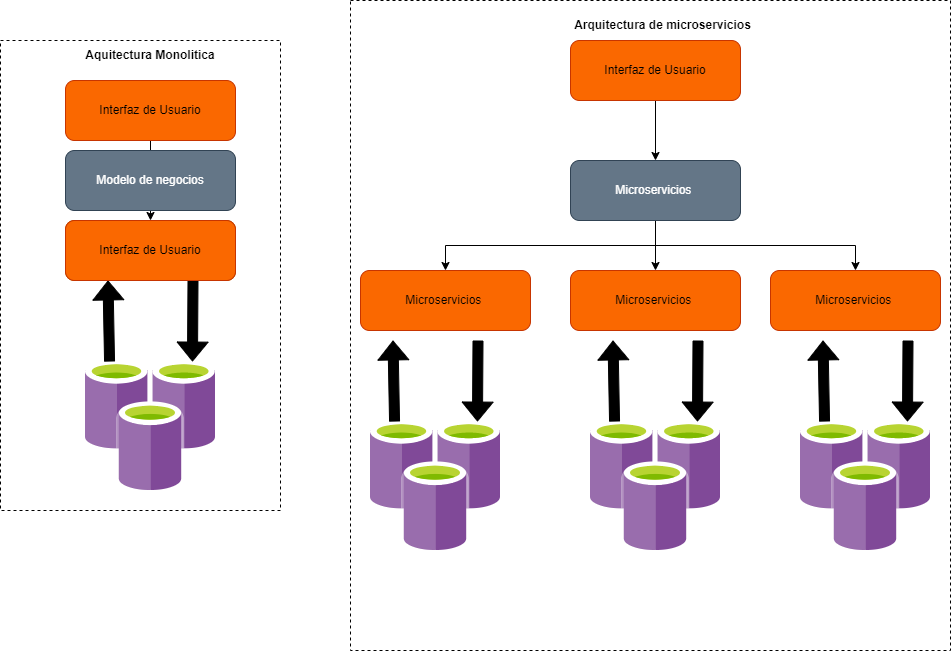 Aquitectura Monolitica
Interfaz de Usuario
Modelo de negocios
Interfaz de Usuario
Arquitectura de microservicios
Interfaz de Usuario
Microservicios
Microservicios
Microservicios
Microservicios